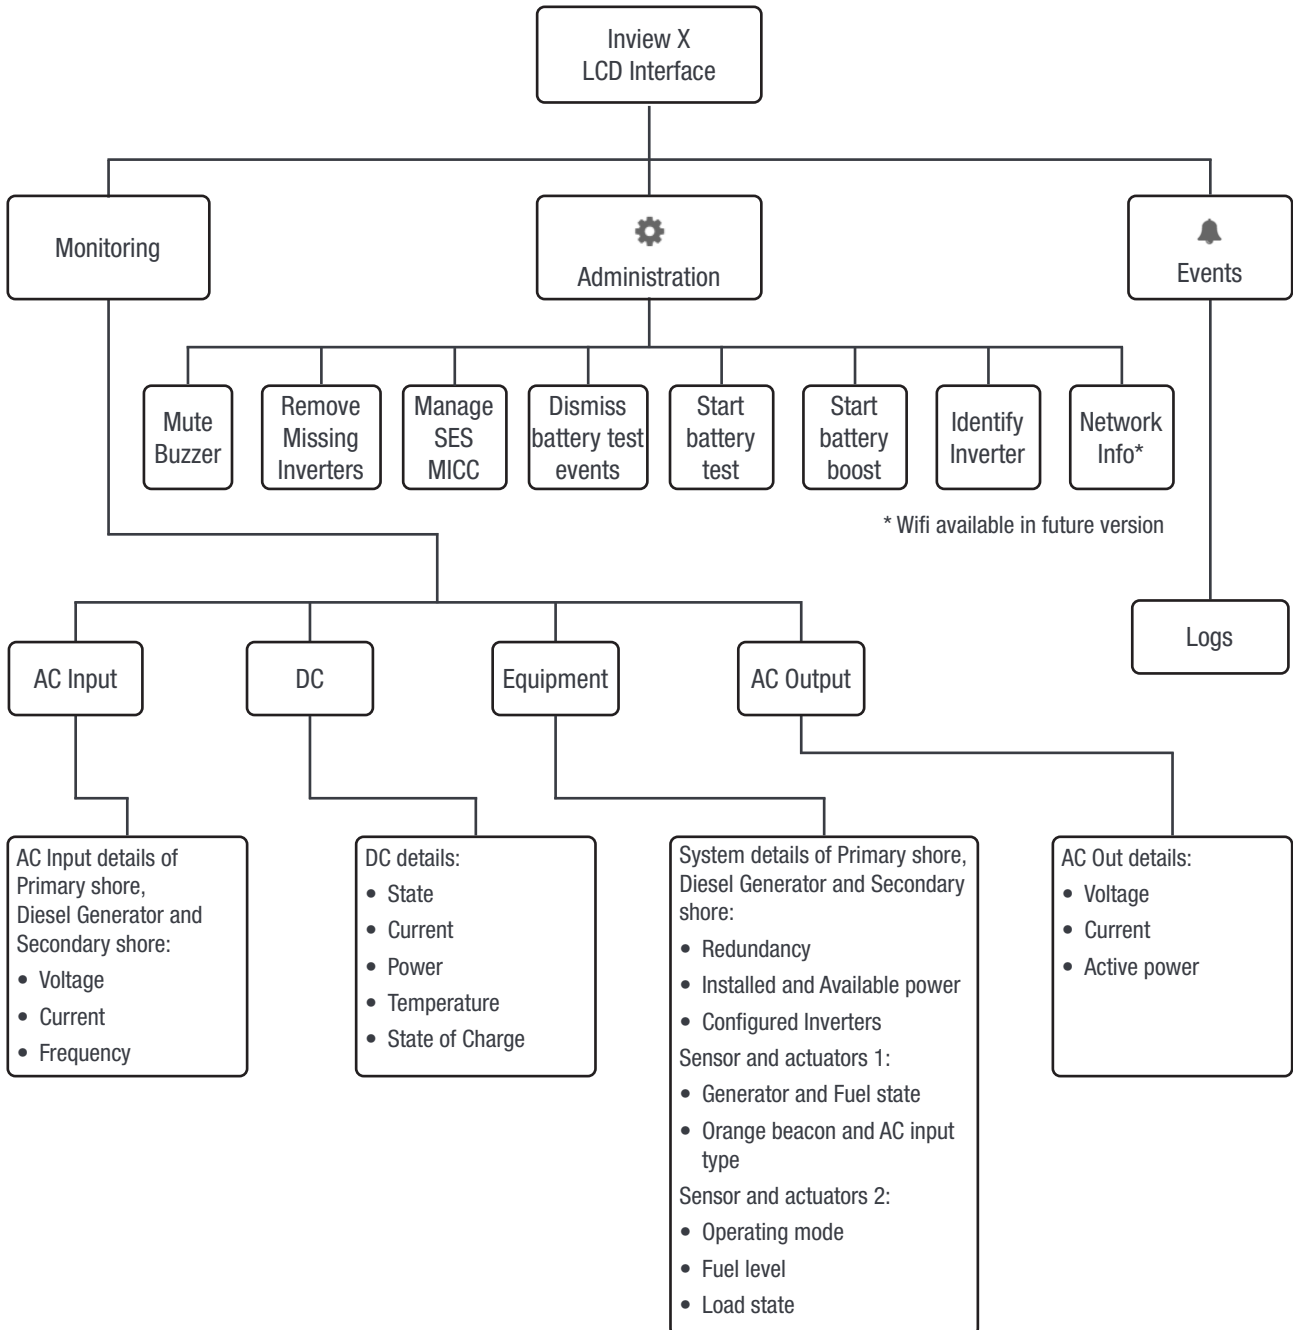 Inview X
LCD Interface
Monitoring
Administration
Events
Mute
Buzzer
Remove
Missing
Inverters
Manage
SES
MICC
Dismiss
battery test
events
Start
battery
test
Start
battery
boost
Identify
Inverter
Network
Info*
* Wifi available in future version
Logs
AC Input
DC
Equipment
AC Output
AC Input details of
Primary shore,
Diesel Generator and
Secondary shore:
• Voltage
• Current
• Frequency
DC details:
• State
• Current
• Power
• Temperature
• State of Charge
System details of Primary shore,
Diesel Generator and Secondary
shore:
• Redundancy
• Installed and Available power
• Configured Inverters
Sensor and actuators 1:
• Generator and Fuel state
• Orange beacon and AC input
type
Sensor and actuators 2:
• Operating mode
• Fuel level
• Load state
AC Out details:
• Voltage
• Current
• Active power